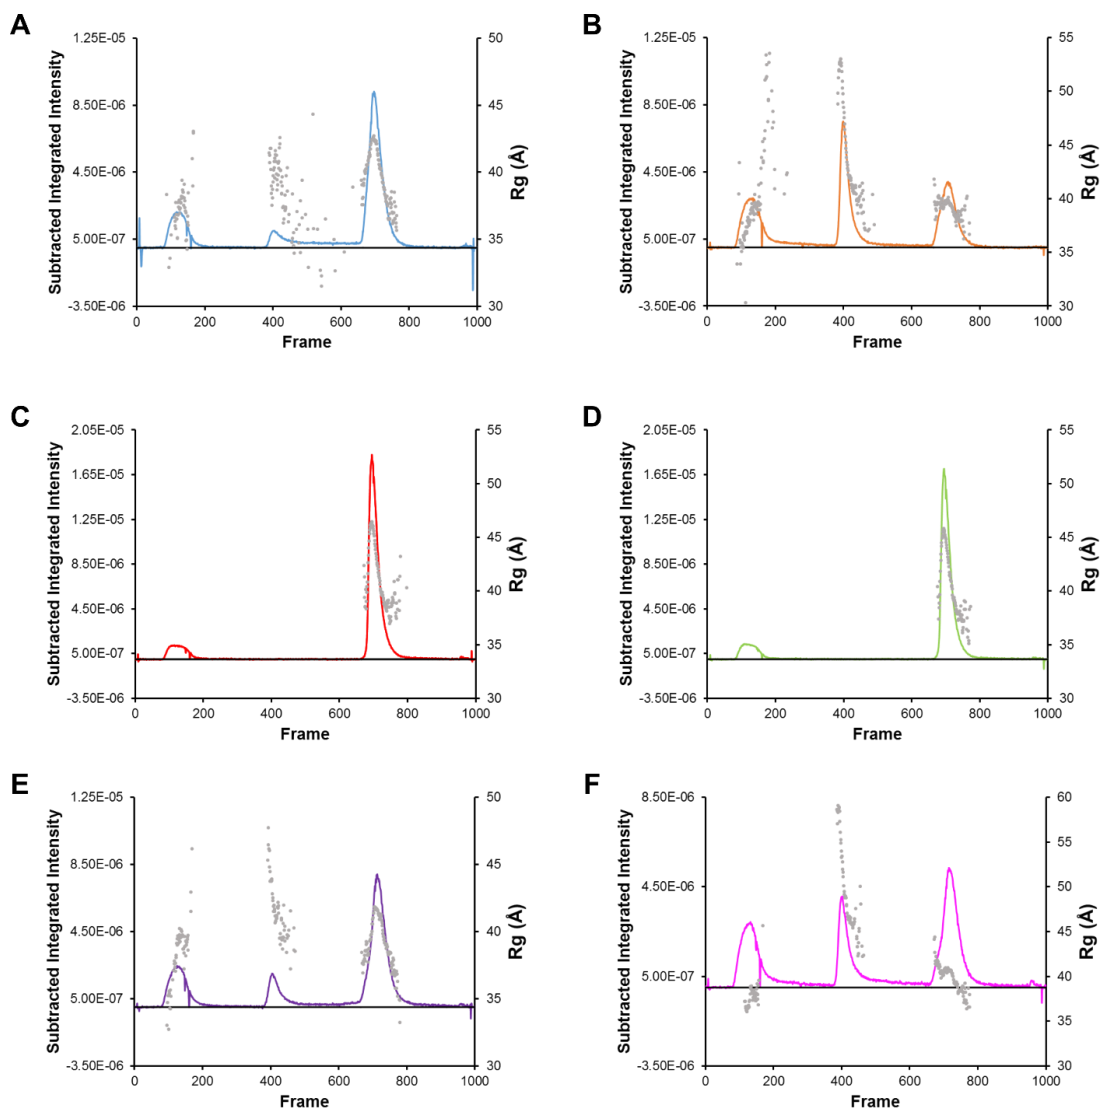 A
B
Subtracted Integrated Intensity
1.25E-05
8.50E-06
4.50E-06
5.00E-07
-3.50E-06
50
45
40
35
30
Rg (Å)
0 200 400 600 800 1000
Frame
Subtracted Integrated Intensity
1.25E-05
8.50E-06
4.50E-06
5.00E-07
-3.50E-06
55
50
45
40
35
30
Rg (Å)
0 200 400 600 800 1000
Frame
C
D
Subtracted Integrated Intensity
2.05E-05
1.65E-05
1.25E-05
8.50E-06
4.50E-06
5.00E-07
-3.50E-06
55
50
45
40
35
30
Rg (Å)
0 200 400 600 800 1000
Frame
Subtracted Integrated Intensity
2.05E-05
1.65E-05
1.25E-05
8.50E-06
4.50E-06
5.00E-07
-3.50E-06
55
50
45
40
35
30
Rg (Å)
0 200 400 600 800 1000
Frame
E
F
Subtracted Integrated Intensity
1.25E-05
8.50E-06
4.50E-06
5.00E-07
-3.50E-06
50
45
40
35
30
Rg (Å)
0 200 400 600 800 1000
Frame
Subtracted Integrated Intensity
8.50E-06
4.50E-06
5.00E-07
-3.50E-06
60
55
50
45
40
35
30
Rg (Å)
0 200 400 600 800 1000
Frame